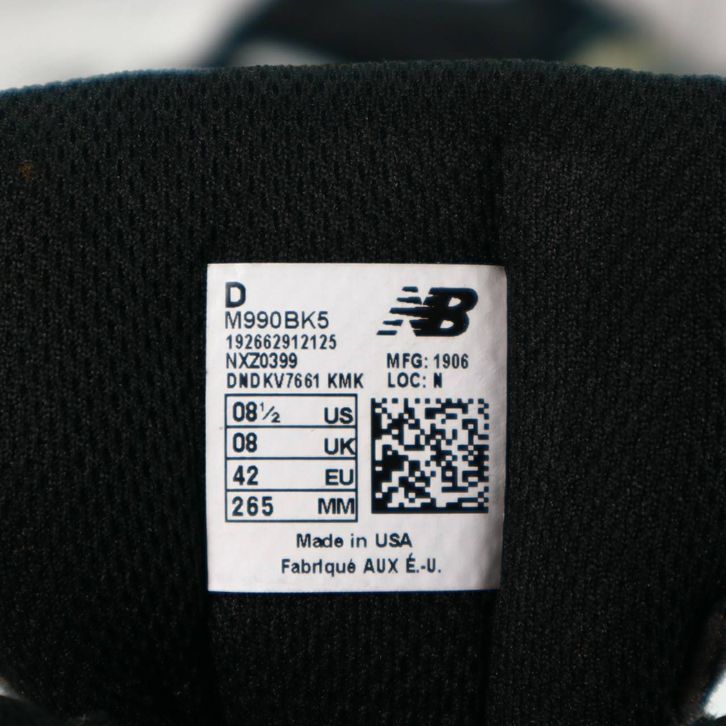 D
M990BK5
192662912125
NXZ0399
DNDKV7661 KMK
NB
MFG: 1906
LOC: N
08½ US
08 UK
42 EU
265 MM
Made in USA
Fabriqué AUX É.-U.